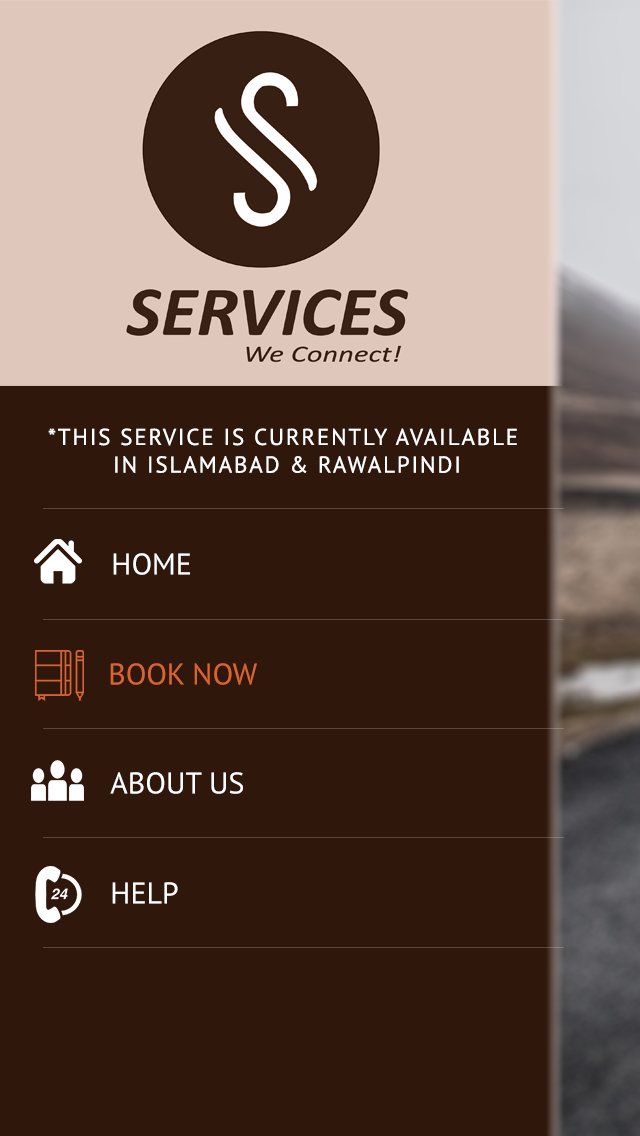 S
SERVICES
We Connect!
*THIS SERVICE IS CURRENTLY AVAILABLE
IN ISLAMABAD & RAWALPINDI
HOME
BOOK NOW
ABOUT US
24
HELP